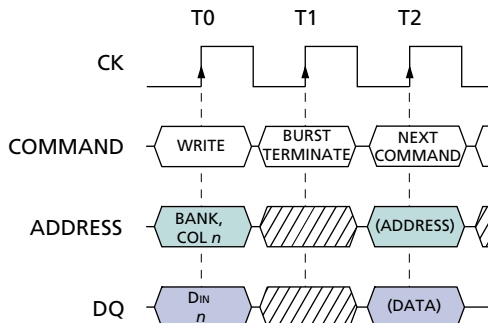 T0 T1 T2
CK
COMMAND WRITE BURST TERMINATE NEXT COMMAND
ADDRESS BANK, COL n (ADDRESS)
DQ DIN n (DATA)